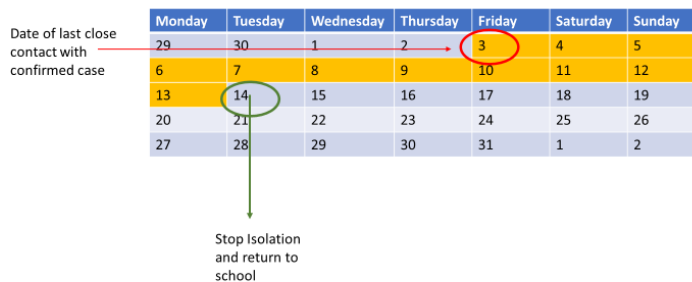 Monday Tuesday Wednesday Thursday Friday Saturday Sunday
Date of last close
contact with
confirmed case
29 30 1 2 3 4 5
6 7 8 9 10 11 12
13 14 15 16 17 18 19
20 21 22 23 24 25 26
27 28 29 30 31 1 2
Stop Isolation
and return to
school